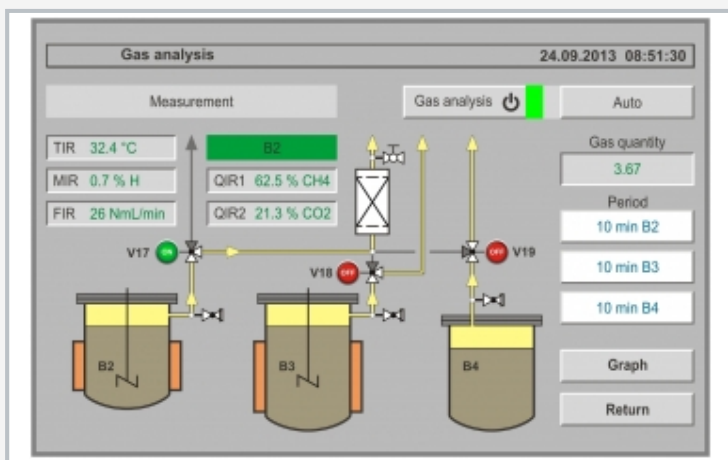 Gas analysis 24.09.2013 08:51:30
Measurement Gas analysis Auto
TIR 32.4 °C B2 Gas quantity
MIR 0.7 % H QIR1 62.5 % CH4 3.67
FIR 26 NmL/min QIR2 21.3 % CO2 Period
10 min B2
V17 ON OFF V19
V18 OFF 10 min B3
10 min B4
B2 B3 B4 Graph
Return